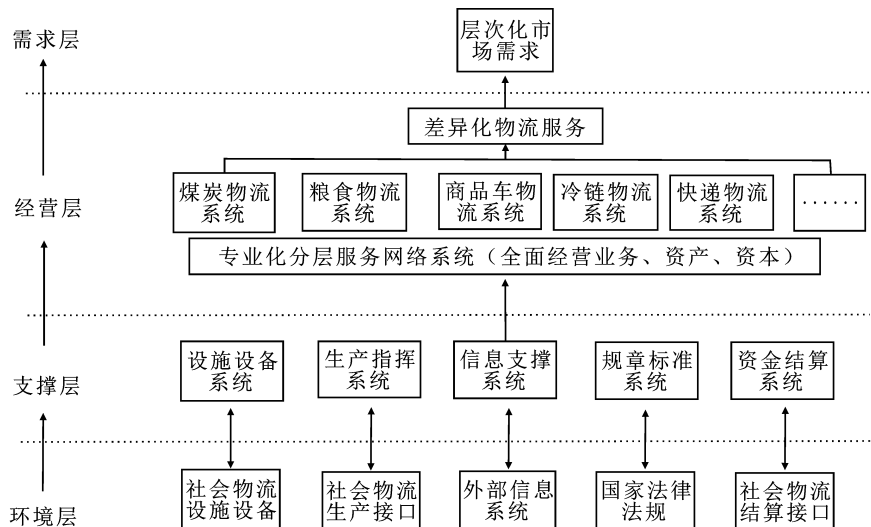 需求层
层次化市
场需求
差异化物流服务
经营层
煤炭物流
系统
粮食物流
系统
商品车物
流系统
冷链物流
系统
快递物流
系统
······
专业化分层服务网络系统（全面经营业务、资产、资本）
支撑层
设施设备
系统
生产指挥
系统
信息支撑
系统
规章标准
系统
资金结算
系统
环境层
社会物流
设施设备
社会物流
生产接口
外部信息
系统
国家法律
法规
社会物流
结算接口